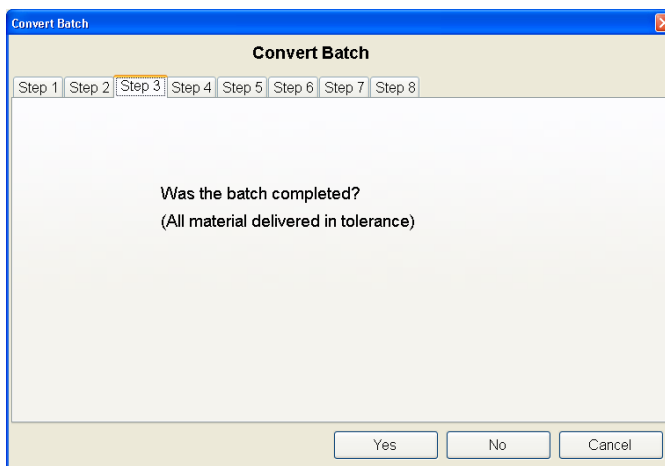 Convert Batch
Convert Batch
Step 1 Step 2 Step 3 Step 4 Step 5 Step 6 Step 7 Step 8
Was the batch completed?
(All material delivered in tolerance)
Yes No Cancel